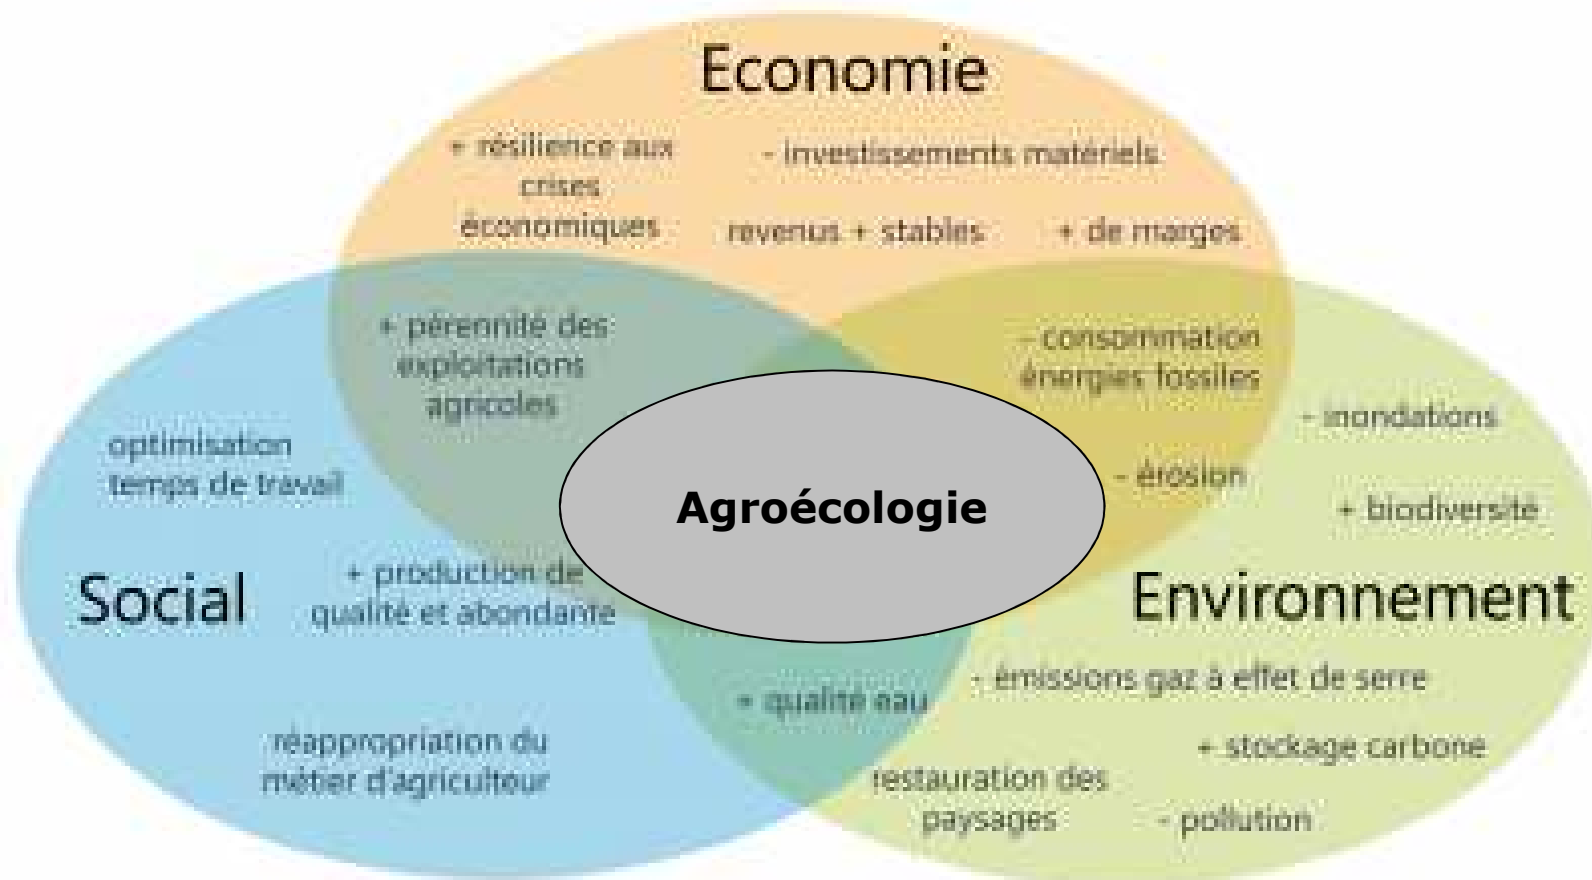 Economie
+ résilience aux
crises
économiques
- investissements matériels
revenus + stables
+ de marges
+ pérennité des
exploitations
agricoles
- consommation
énergies fossiles
- érosion
- inondations
+ biodiversité
optimisation
temps de travail
Agroécologie
Social
+ production de
qualité et abondante
Environnement
réappropriation du
métier d'agriculteur
+ qualité eau
- émissions gaz à effet de serre
+ stockage carbone
restauration des
paysages
- pollution